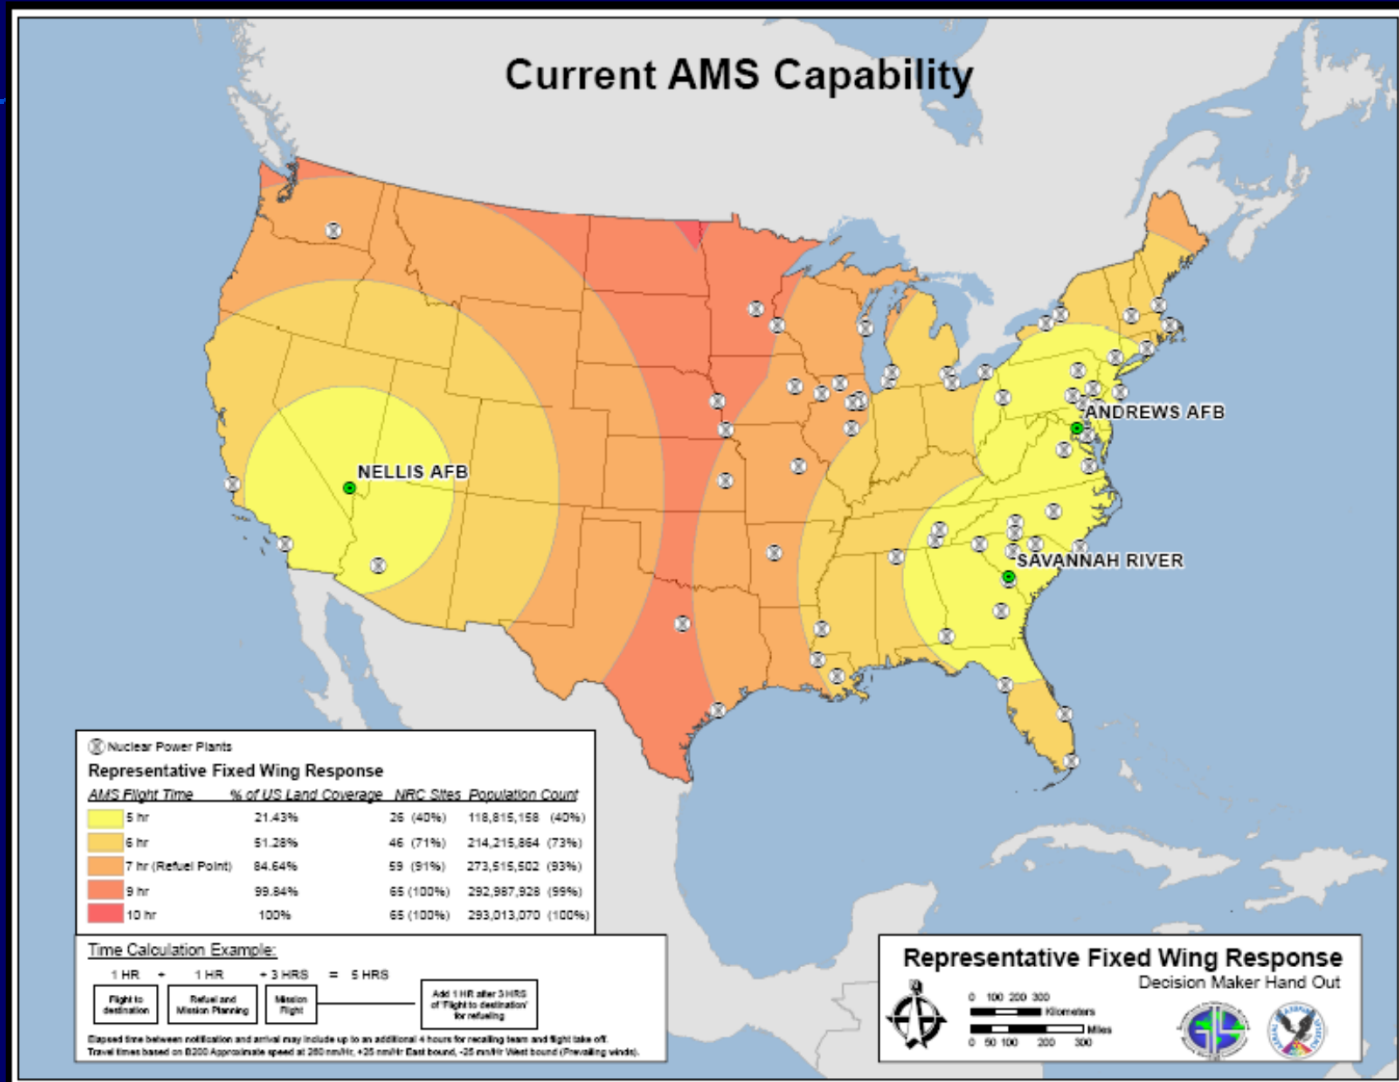 Current AMS Capability
ANDREWS AFB
NELLIS AFB
SAVANNAH RIVER
Nuclear Power Plants
Representative Fixed Wing Response
AMS Flight Time % of US Land Coverage NRC Sites Population Count
5 hr 21.43% 26 (40%) 118,815,158 (40%)
6 hr 51.28% 46 (71%) 214,215,864 (73%)
7 hr (Refuel Point) 84.64% 59 (91%) 273,515,502 (93%)
9 hr 99.84% 65 (100%) 292,987,928 (99%)
10 hr 100% 65 (100%) 293,013,070 (100%)
Time Calculation Example:
1 HR + 1 HR + 3 HRS = 5 HRS
Flight to destination
Refuel and Mission Planning
Mission Flight
Add 1 HR after 3 HRS of 'Flight to destination' for refueling
Elapsed time between notification and arrival may include up to an additional 4 hours for recalling team and flight take off.
Travel times based on B200 Approximate speed at 260 nm/Hr, +25 nm/Hr East bound, -25 nm/Hr West bound (Prevailing winds).
Representative Fixed Wing Response
Decision Maker Hand Out
0 100 200 300
Kilometers
Miles
0 50 100 200 300